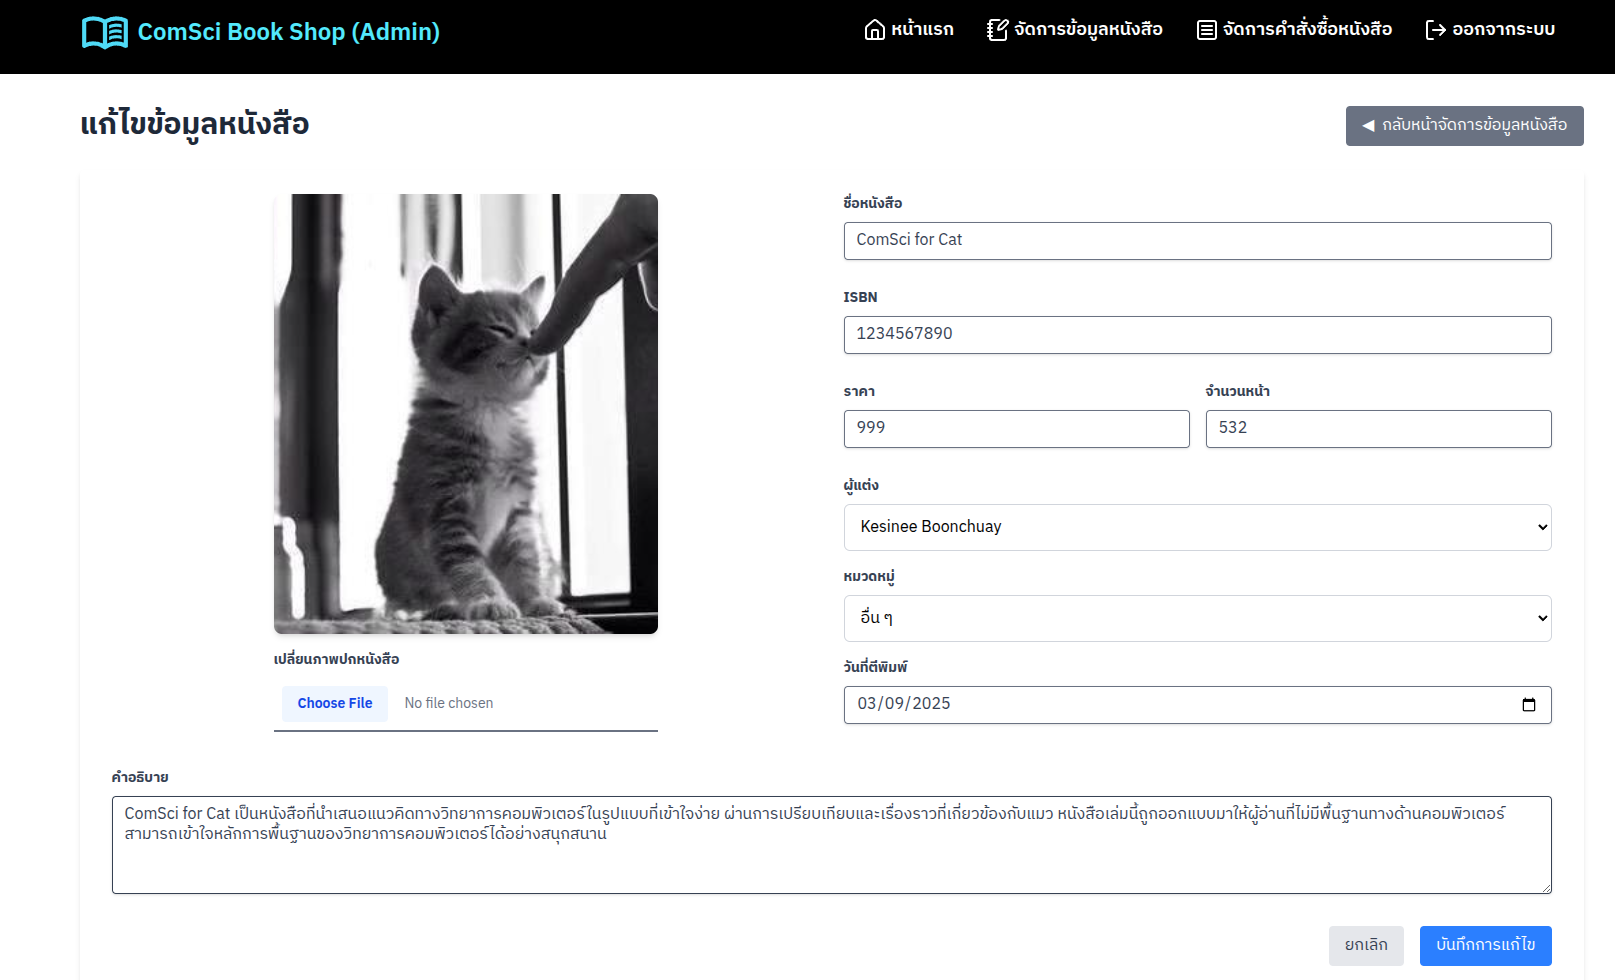 ComSci Book Shop (Admin)
หน้าแรก
จัดการข้อมูลหนังสือ
จัดการคำสั่งซื้อหนังสือ
ออกจากระบบ
แก้ไขข้อมูลหนังสือ
◀ กลับหน้าจัดการข้อมูลหนังสือ
ชื่อหนังสือ
ComSci for Cat
ISBN
1234567890
ราคา
จำนวนหน้า
999
532
ผู้แต่ง
Kesinee Boonchuay
หมวดหมู่
อื่น ๆ
วันที่ตีพิมพ์
03/09/2025
เปลี่ยนภาพปกหนังสือ
Choose File No file chosen
คำอธิบาย
ComSci for Cat เป็นหนังสือที่นำเสนอแนวคิดทางวิทยาการคอมพิวเตอร์ในรูปแบบที่เข้าใจง่าย ผ่านการเปรียบเทียบและเรื่องราวที่เกี่ยวข้องกับแมว หนังสือเล่มนี้ถูกออกแบบมาให้ผู้อ่านที่ไม่มีพื้นฐานทางด้านคอมพิวเตอร์
สามารถเข้าใจหลักการพื้นฐานของวิทยาการคอมพิวเตอร์ได้อย่างสนุกสนาน
ยกเลิก
บันทึกการแก้ไข